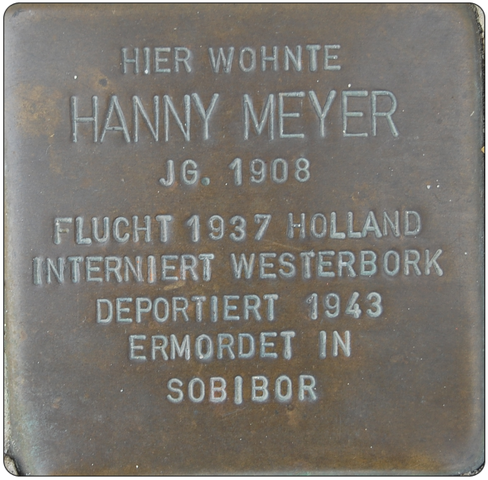 HIER WOHNTE
HANNY MEYER
JG. 1908
FLUCHT 1937 HOLLAND
INTERNIERT WESTERBORK
DEPORTIERT 1943
ERMORDET IN
SOBIBOR